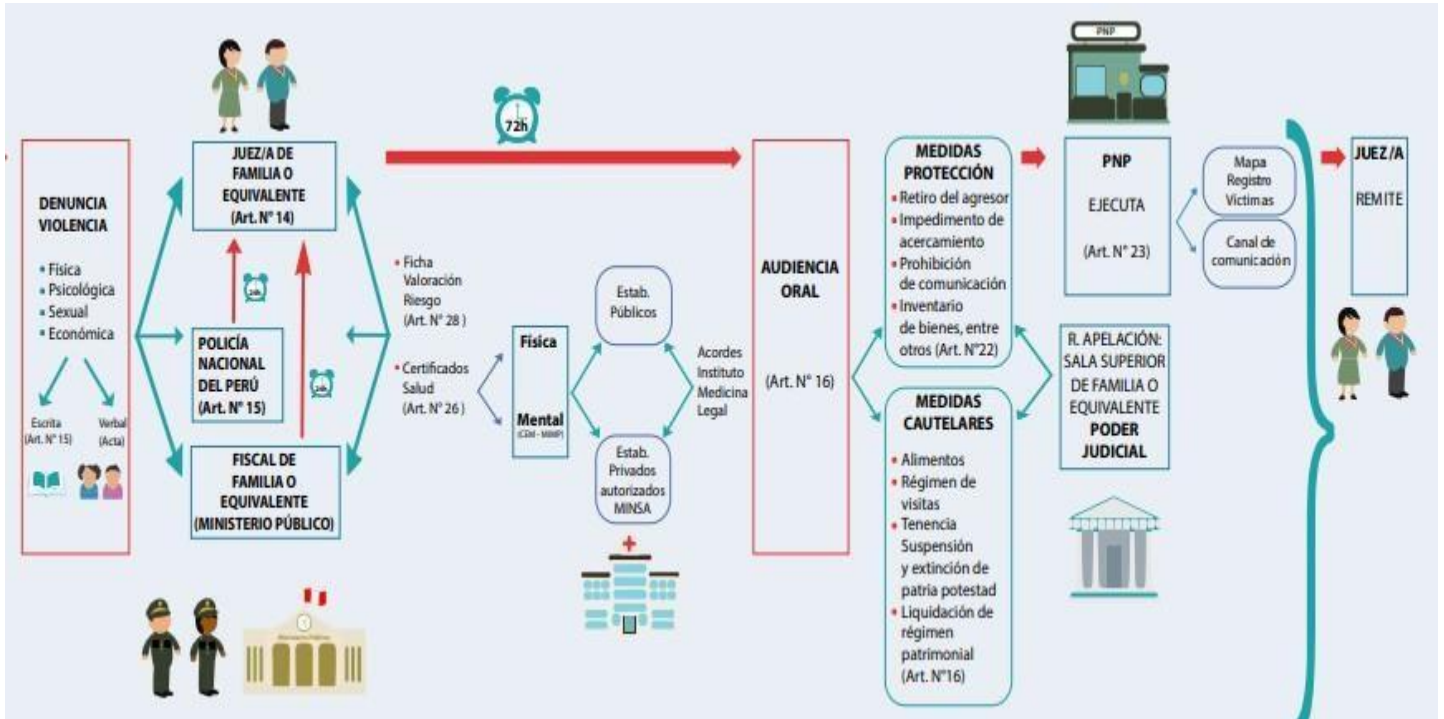 DENUNCIA
VIOLENCIA
• Física
• Psicológica
• Sexual
• Económica
Escrita
(Art. N° 15)
Verbal
(Acta)
JUEZ/A DE
FAMILIA O
EQUIVALENTE
(Art. N° 14)
24h
24h
POLICÍA
NACIONAL
DEL PERÚ
(Art. N° 15)
FISCAL DE
FAMILIA O
EQUIVALENTE
(MINISTERIO PÚBLICO)
Ministerio Público
72h
• Ficha
Valoración
Riesgo
(Art. N° 28 )
• Certificados
Salud
(Art. N° 26 )
Física
Mental
(CEM - MIMP)
Estab.
Públicos
Estab.
Privados
autorizados
MINSA
Acordes
Instituto
Medicina
Legal
AUDIENCIA
ORAL
(Art. N° 16)
MEDIDAS
PROTECCIÓN
• Retiro del agresor
• Impedimento de
acercamiento
• Prohibición
de comunicación
• Inventario
de bienes, entre
otros (Art. N°22)
MEDIDAS
CAUTELARES
• Alimentos
• Régimen de
visitas
• Tenencia
Suspensión
y extinción de
patria potestad
• Liquidación de
régimen
patrimonial
(Art. N°16)
PNP
PNP
EJECUTA
(Art. N° 23)
Mapa
Registro
Víctimas
Canal de
comunicación
R. APELACIÓN:
SALA SUPERIOR
DE FAMILIA O
EQUIVALENTE
PODER
JUDICIAL
JUEZ/A
REMITE